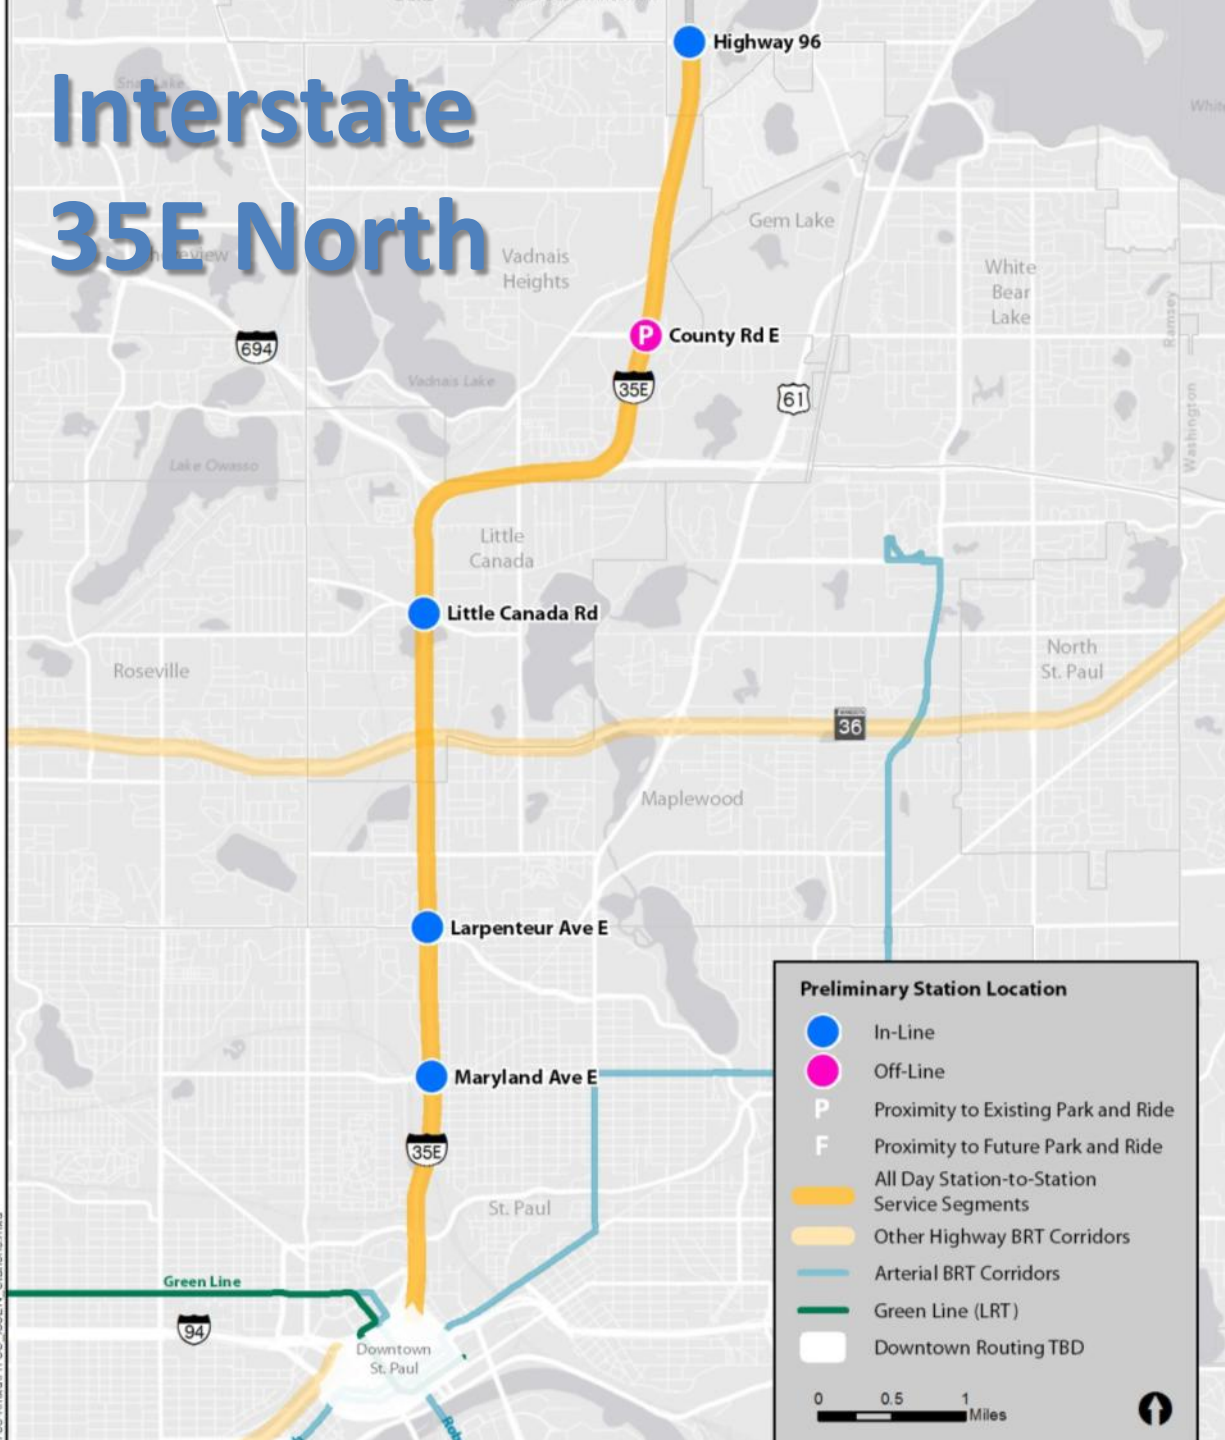 Highway 96
Interstate
35E North
Gem Lake
Vadnais
Heights
White
Bear
Lake
Ramsey
Washington
694
P
County Rd E
35E
61
Vadnais Lake
Lake Owasso
Little
Canada
Little Canada Rd
Roseville
North
St. Paul
36
Maplewood
Larpenteur Ave E
Maryland Ave E
35E
St. Paul
Green Line
94
Downtown
St. Paul
Preliminary Station Location
In-Line
Off-Line
P Proximity to Existing Park and Ride
F Proximity to Future Park and Ride
All Day Station-to-Station
Service Segments
Other Highway BRT Corridors
Arterial BRT Corridors
Green Line (LRT)
Downtown Routing TBD
0 0.5 1
Miles